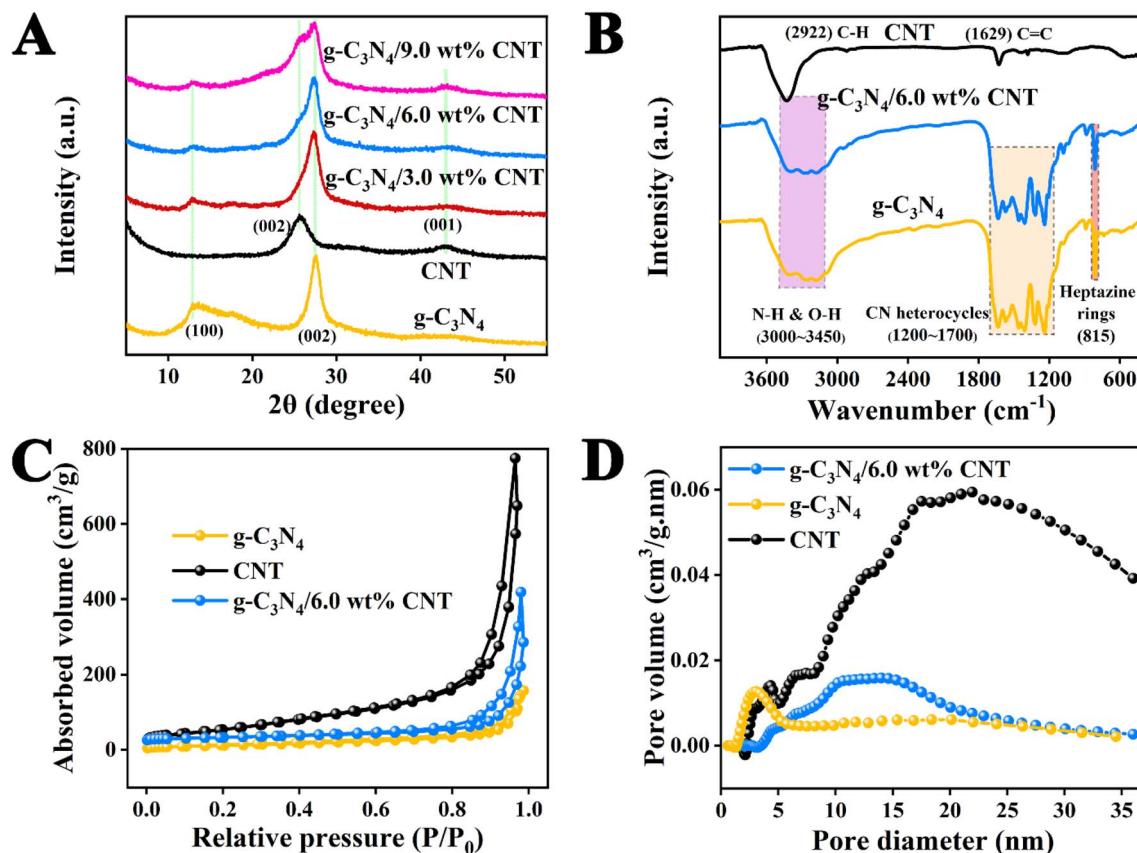 A
g-C₃N₄/9.0 wt% CNT
g-C₃N₄/6.0 wt% CNT
g-C₃N₄/3.0 wt% CNT
(002)
(001)
CNT
(100)
(002)
g-C₃N₄
Intensity (a.u.)
10 20 30 40 50
2θ (degree)
B
(2922) C-H
CNT
(1629) C=C
g-C₃N₄/6.0 wt% CNT
g-C₃N₄
N-H & O-H
(3000~3450)
CN heterocycles
(1200~1700)
Heptazine
rings
(815)
Intensity (a.u.)
3600 3000 2400 1800 1200 600
Wavenumber (cm⁻¹)
C
800
600
400
200
0
g-C₃N₄
CNT
g-C₃N₄/6.0 wt% CNT
Absorbed volume (cm³/g)
0.0 0.2 0.4 0.6 0.8 1.0
Relative pressure (P/P₀)
D
g-C₃N₄/6.0 wt% CNT
g-C₃N₄
CNT
0.06
0.04
0.02
0.00
Pore volume (cm³/g.nm)
0 5 10 15 20 25 30 35
Pore diameter (nm)